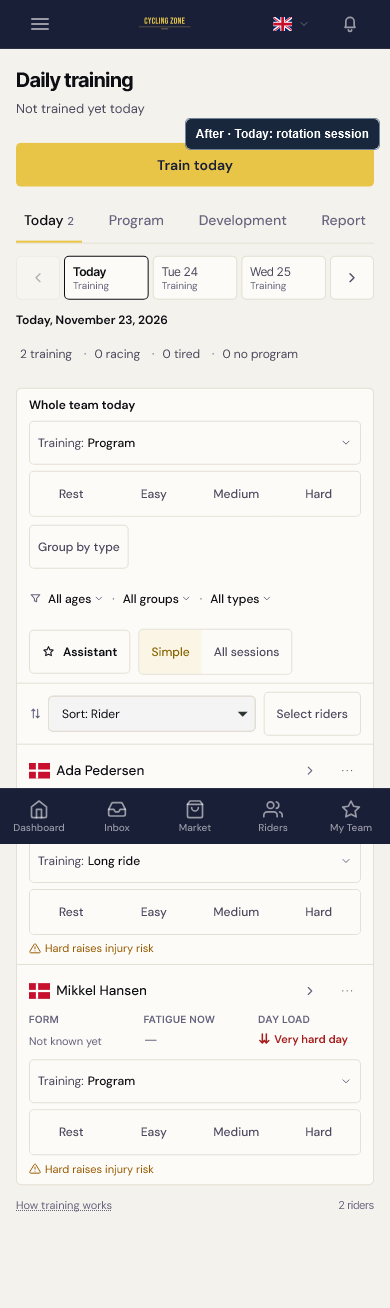 CYCLING ZONE
Daily training
Not trained yet today
After · Today: rotation session
Train today
Today 2 Program Development Report
Today Tue 24 Wed 25
Training Training Training
Today, November 23, 2026
2 training · 0 racing · 0 tired · 0 no program
Whole team today
Training: Program
Rest Easy Medium Hard
Group by type
All ages · All groups · All types
Assistant Simple All sessions
Sort: Rider Select riders
Ada Pedersen ...
Dashboard Inbox Market Riders My Team
Training: Long ride
Rest Easy Medium Hard
Hard raises injury risk
Mikkel Hansen ...
FORM FATIGUE NOW DAY LOAD
Not known yet — Very hard day
Training: Program
Rest Easy Medium Hard
Hard raises injury risk
How training works 2 riders